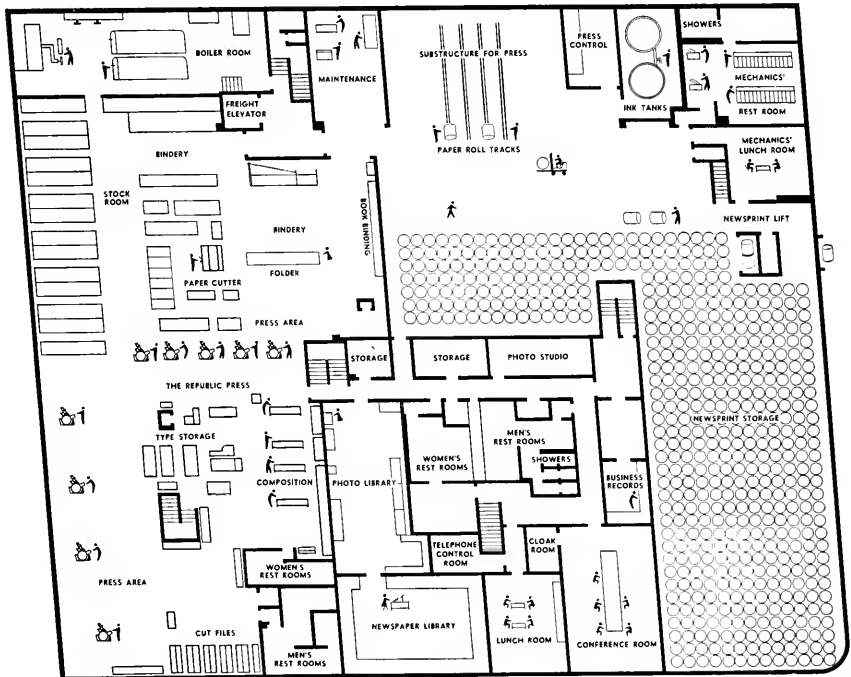 SHOWERS
BOILER ROOM
MAINTENANCE
SUBSTRUCTURE FOR PRESS
PRESS
CONTROL
INK TANKS
MECHANICS'
REST ROOM
FREIGHT
ELEVATOR
PAPER ROLL TRACKS
MECHANICS'
LUNCH ROOM
BINDERY
STOCK
ROOM
BOOK BINDING
NEWSPRINT LIFT
BINDERY
FOLDER
PAPER CUTTER
PRESS AREA
STORAGE
STORAGE
PHOTO STUDIO
THE REPUBLIC PRESS
NEWSPRINT STORAGE
TYPE STORAGE
WOMEN'S
REST ROOMS
MEN'S
REST ROOMS
SHOWERS
COMPOSITION
PHOTO LIBRARY
BUSINESS
RECORDS
TELEPHONE
CONTROL
ROOM
CLOAK
ROOM
WOMEN'S
REST ROOMS
PRESS AREA
CUT FILES
MEN'S
REST ROOMS
NEWSPAPER LIBRARY
LUNCH ROOM
CONFERENCE ROOM